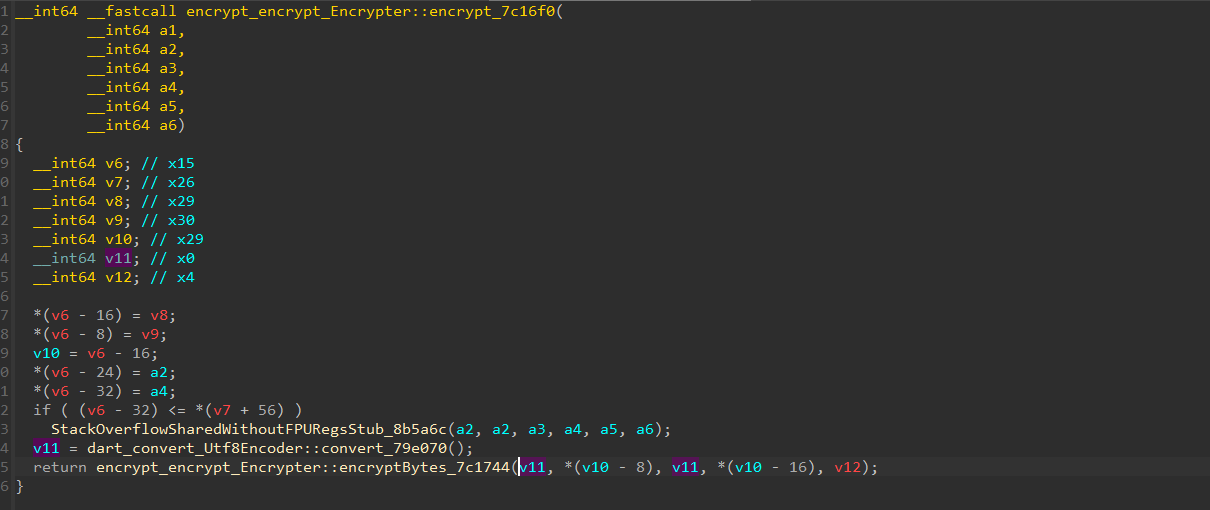 1 __int64 __fastcall encrypt_encrypt_Encrypter::encrypt_7c16f0(
2 __int64 a1,
3 __int64 a2,
4 __int64 a3,
5 __int64 a4,
6 __int64 a5,
7 __int64 a6)
8 {
9 __int64 v6; // x15
0 __int64 v7; // x26
1 __int64 v8; // x29
2 __int64 v9; // x30
3 __int64 v10; // x29
4 __int64 v11; // x0
5 __int64 v12; // x4
6
7 *(v6 - 16) = v8;
8 *(v6 - 8) = v9;
9 v10 = v6 - 16;
0 *(v6 - 24) = a2;
1 *(v6 - 32) = a4;
2 if ( (v6 - 32) <= *(v7 + 56) )
3 StackOverflowSharedWithoutFPURegsStub_8b5a6c(a2, a2, a3, a4, a5, a6);
4 v11 = dart_convert_Utf8Encoder::convert_79e070();
5 return encrypt_encrypt_Encrypter::encryptBytes_7c1744(v11, *(v10 - 8), v11, *(v10 - 16), v12);
6 }